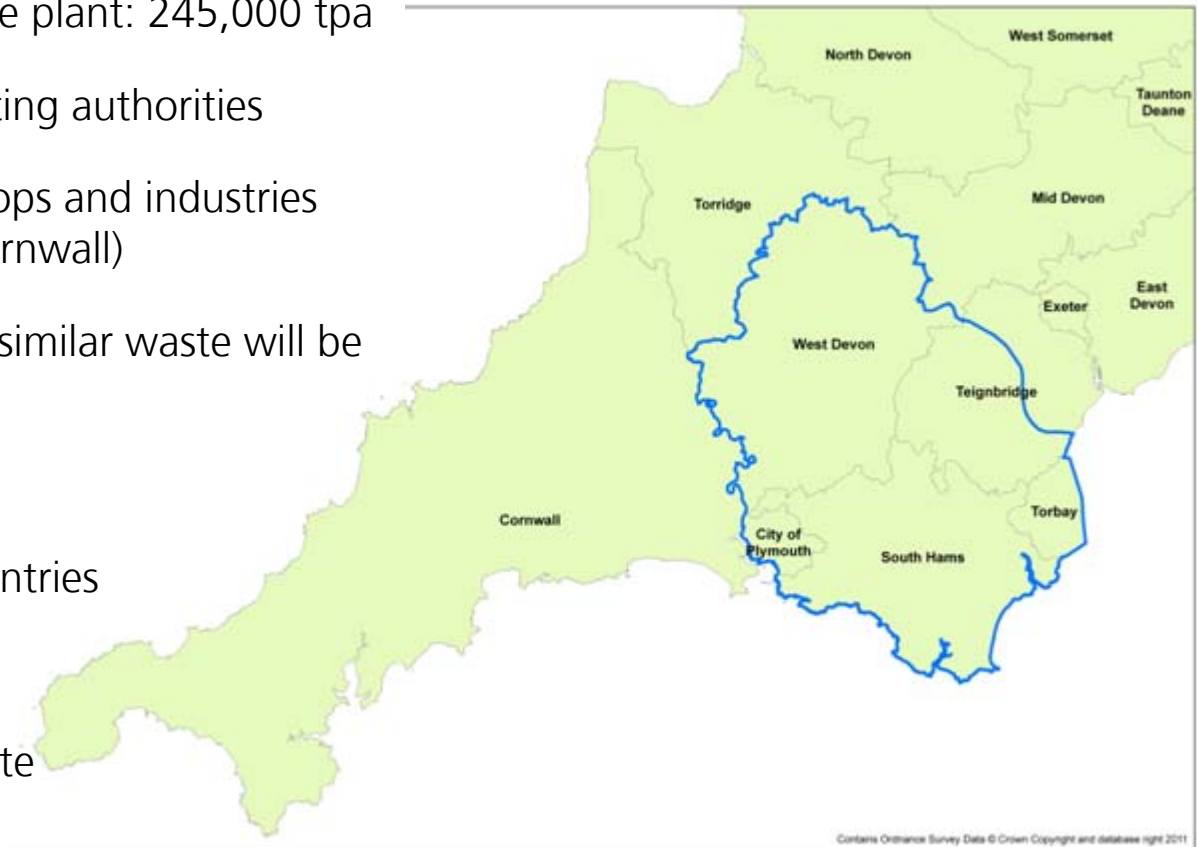 e plant: 245,000 tpa
ting authorities
ops and industries
rnwall)
similar waste will be
ntries
te
West Somerset
North Devon
Taunton
Deane
Torridge
Mid Devon
East
Devon
Exeter
West Devon
Teignbridge
Torbay
Cornwall
City of
Plymouth
South Hams
Contains Ordnance Survey Data © Crown Copyright and database right 2011